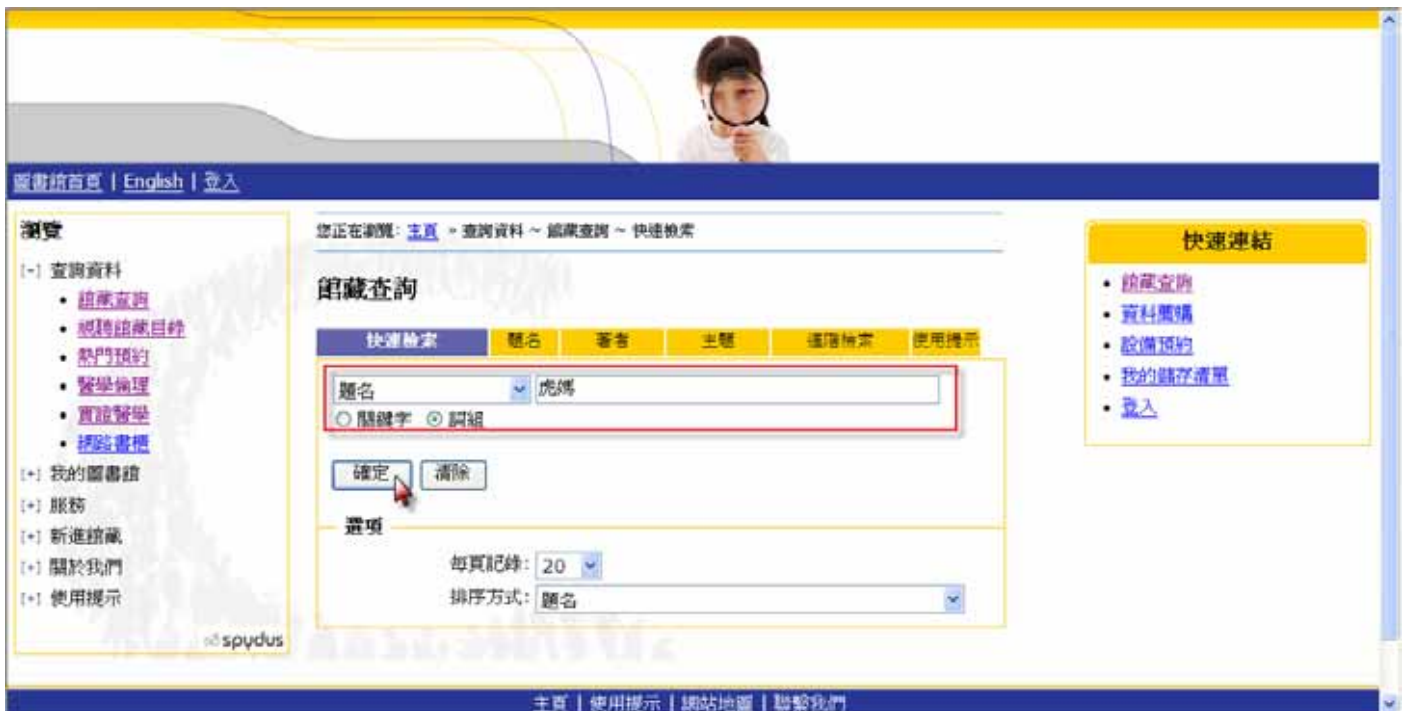 圖書館首頁 | English | 登入
瀏覽
[-] 查詢資料
• 館藏查詢
• 視聽館藏目錄
• 熱門預約
• 醫學倫理
• 實證醫學
• 網路書櫃
[+] 我的圖書館
[+] 服務
[+] 新進館藏
[+] 關於我們
[+] 使用提示
spydus
您正在瀏覽: 主頁 > 查詢資料 ~ 館藏查詢 ~ 快速檢索
館藏查詢
快速檢索 題名 著者 主題 進階檢索 使用提示
題名 虎媽
關鍵字 詞組
確定 清除
選項
每頁記錄: 20
排序方式: 題名
快速連結
• 館藏查詢
• 資料薦購
• 設備預約
• 我的儲存清單
• 登入
主頁 | 使用提示 | 網站地圖 | 聯繫我們